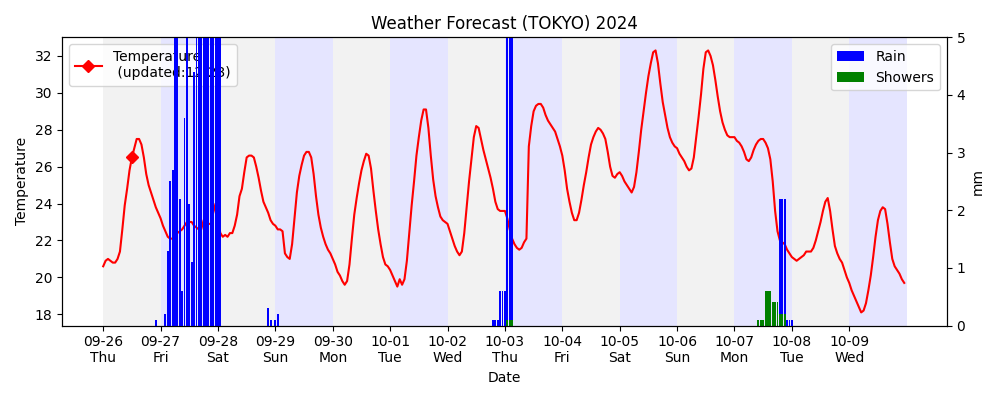 Weather Forecast (TOKYO) 2024
Temperature
Rain
Showers
32
30
28
26
24
22
20
18
Temperature
5
4
3
2
1
0
mm
09-26 09-27 09-28 09-29 09-30 10-01 10-02 10-03 10-04 10-05 10-06 10-07 10-08 10-09
Thu Fri Sat Sun Mon Tue Wed Thu Fri Sat Sun Mon Tue Wed
Date